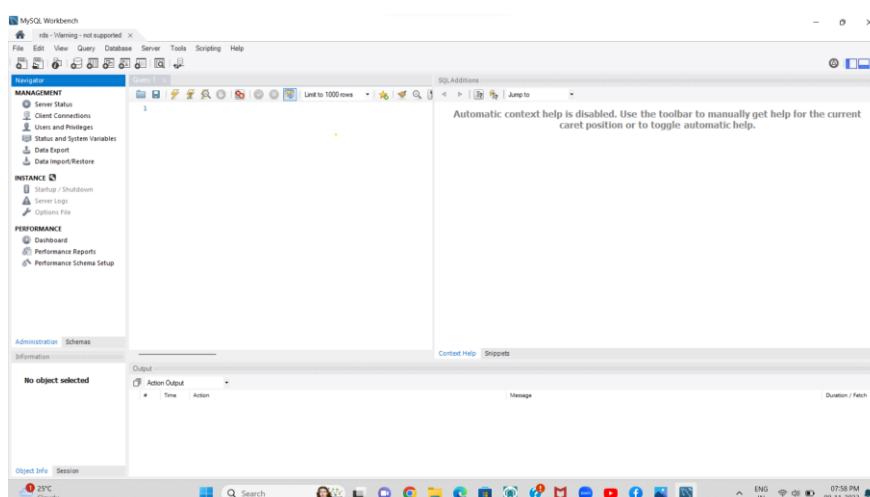 MySQL Workbench
rds - Warning - not supported
File Edit View Query Database Server Tools Scripting Help
Navigator
MANAGEMENT
Server Status
Client Connections
Users and Privileges
Status and System Variables
Data Export
Data Import/Restore
INSTANCE
Startup / Shutdown
Server Logs
Options File
PERFORMANCE
Dashboard
Performance Reports
Performance Schema Setup
Administration Schemas
Information
No object selected
Object Info Session
Query 1
Limit to 1000 rows
1
SQLAdditions
Jump to
Automatic context help is disabled. Use the toolbar to manually get help for the current
caret position or to toggle automatic help.
Context Help Snippets
Output
Action Output
# Time Action Message Duration / Fetch
1 25°C
Search
ENG 07:58 PM